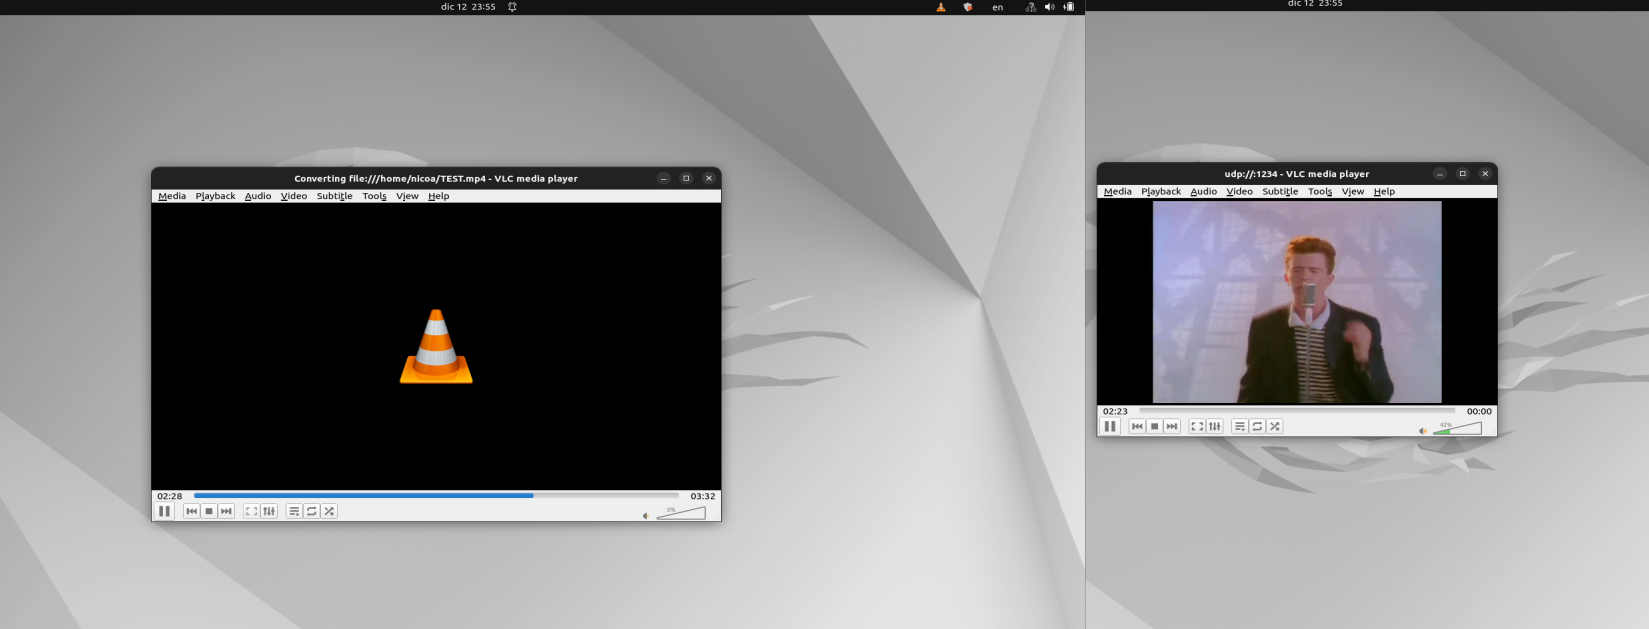 dic 12 23:55
en
dic 12 23:55
Converting file:///home/nicoa/TEST.mp4 - VLC media player
Media Playback Audio Video Subtitle Tools View Help
02:28
03:32
0%
udp://:1234 - VLC media player
Media Playback Audio Video Subtitle Tools View Help
02:23
00:00
42%